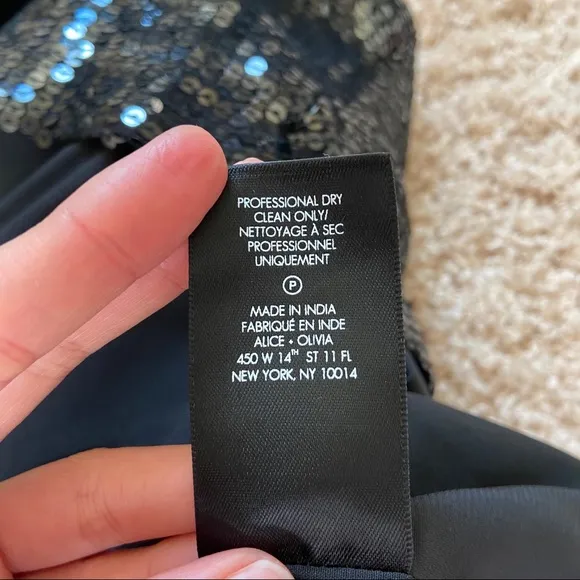 PROFESSIONAL DRY
CLEAN ONLY/
NETTOYAGE À SEC
PROFESSIONNEL
UNIQUEMENT
P
MADE IN INDIA
FABRIQUÉ EN INDE
ALICE + OLIVIA
450 W 14TH ST 11 FL
NEW YORK, NY 10014